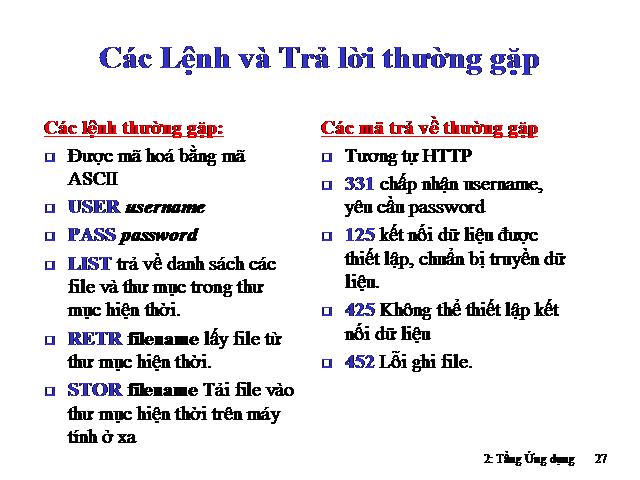 Các Lệnh và Trả lời thường gặp
Các lệnh thường gặp:
Được mã hoá bằng mã
ASCII
USER username
PASS password
LIST trả về danh sách các
file và thư mục trong thư
mục hiện thời.
RETR filename lấy file từ
thư mục hiện thời.
STOR filename Tải file vào
thư mục hiện thời trên máy
tính ở xa
Các mã trả về thường gặp
Tương tự HTTP
331 chấp nhận username,
yêu cầu password
125 kết nối dữ liệu được
thiết lập, chuẩn bị truyền dữ
liệu.
425 Không thể thiết lập kết
nối dữ liệu
452 Lỗi ghi file.
2: Tầng Ứng dụng 27